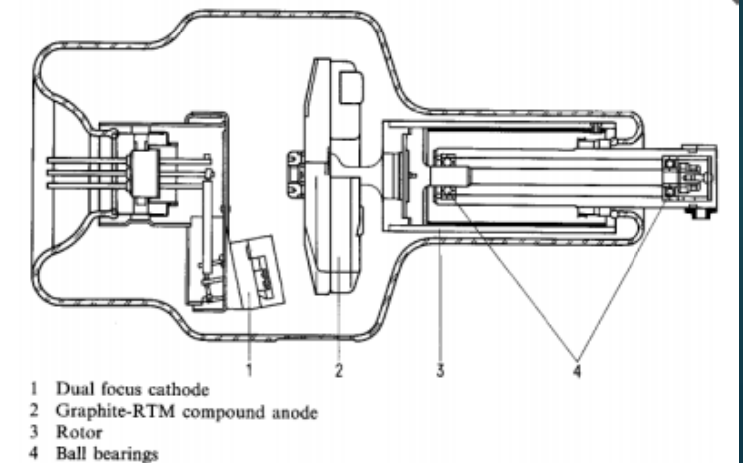 1 2 3 4
1 Dual focus cathode
2 Graphite-RTM compound anode
3 Rotor
4 Ball bearings